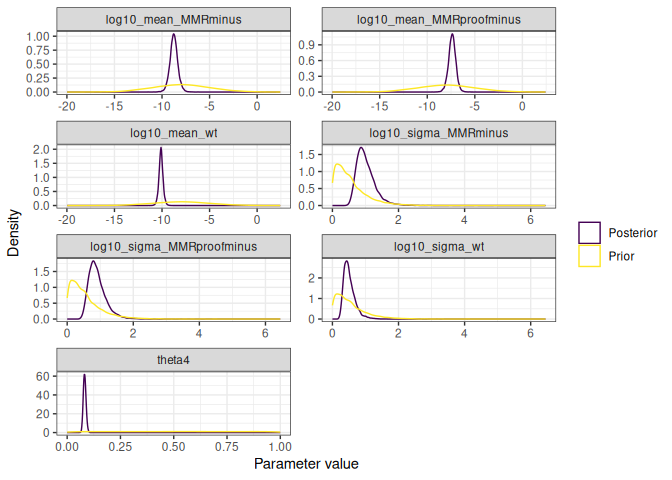 log10_mean_MMRminus
log10_mean_MMRproofminus
1.00
0.75
0.50
0.25
0.00
-20 -15 -10 -5 0
0.9
0.6
0.3
0.0
-20 -15 -10 -5 0
log10_mean_wt
log10_sigma_MMRminus
2.0
1.5
1.0
0.5
0.0
-20 -15 -10 -5 0
1.5
1.0
0.5
0.0
0 2 4 6
log10_sigma_MMRproofminus
log10_sigma_wt
1.5
1.0
0.5
0.0
0 2 4 6
2
1
0
0 2 4 6
theta4
60
40
20
0
0.00 0.25 0.50 0.75 1.00
Density
Parameter value
Posterior
Prior